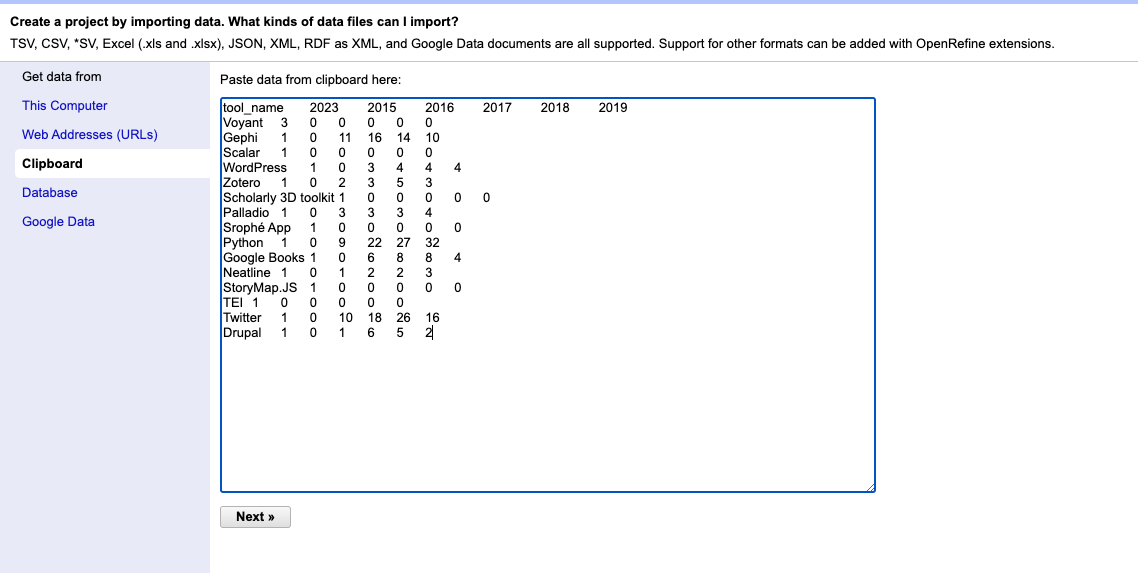 Create a project by importing data. What kinds of data files can I import?
TSV, CSV, *SV, Excel (.xls and .xlsx), JSON, XML, RDF as XML, and Google Data documents are all supported. Support for other formats can be added with OpenRefine extensions.
Get data from
This Computer
Web Addresses (URLs)
Clipboard
Database
Google Data
Paste data from clipboard here:
tool_name 2023 2015 2016 2017 2018 2019
Voyant 3 0 0 0 0 0
Gephi 1 0 11 16 14 10
Scalar 1 0 0 0 0 0
WordPress 1 0 3 4 4 4
Zotero 1 0 2 3 5 3
Scholarly 3D toolkit 1 0 0 0 0 0
Palladio 1 0 3 3 3 4
Srophé App 1 0 0 0 0 0
Python 1 0 9 22 27 32
Google Books 1 0 6 8 8 4
Neatline 1 0 1 2 2 3
StoryMap.JS 1 0 0 0 0 0
TEI 1 0 0 0 0 0
Twitter 1 0 10 18 26 16
Drupal 1 0 1 6 5 2
Next »